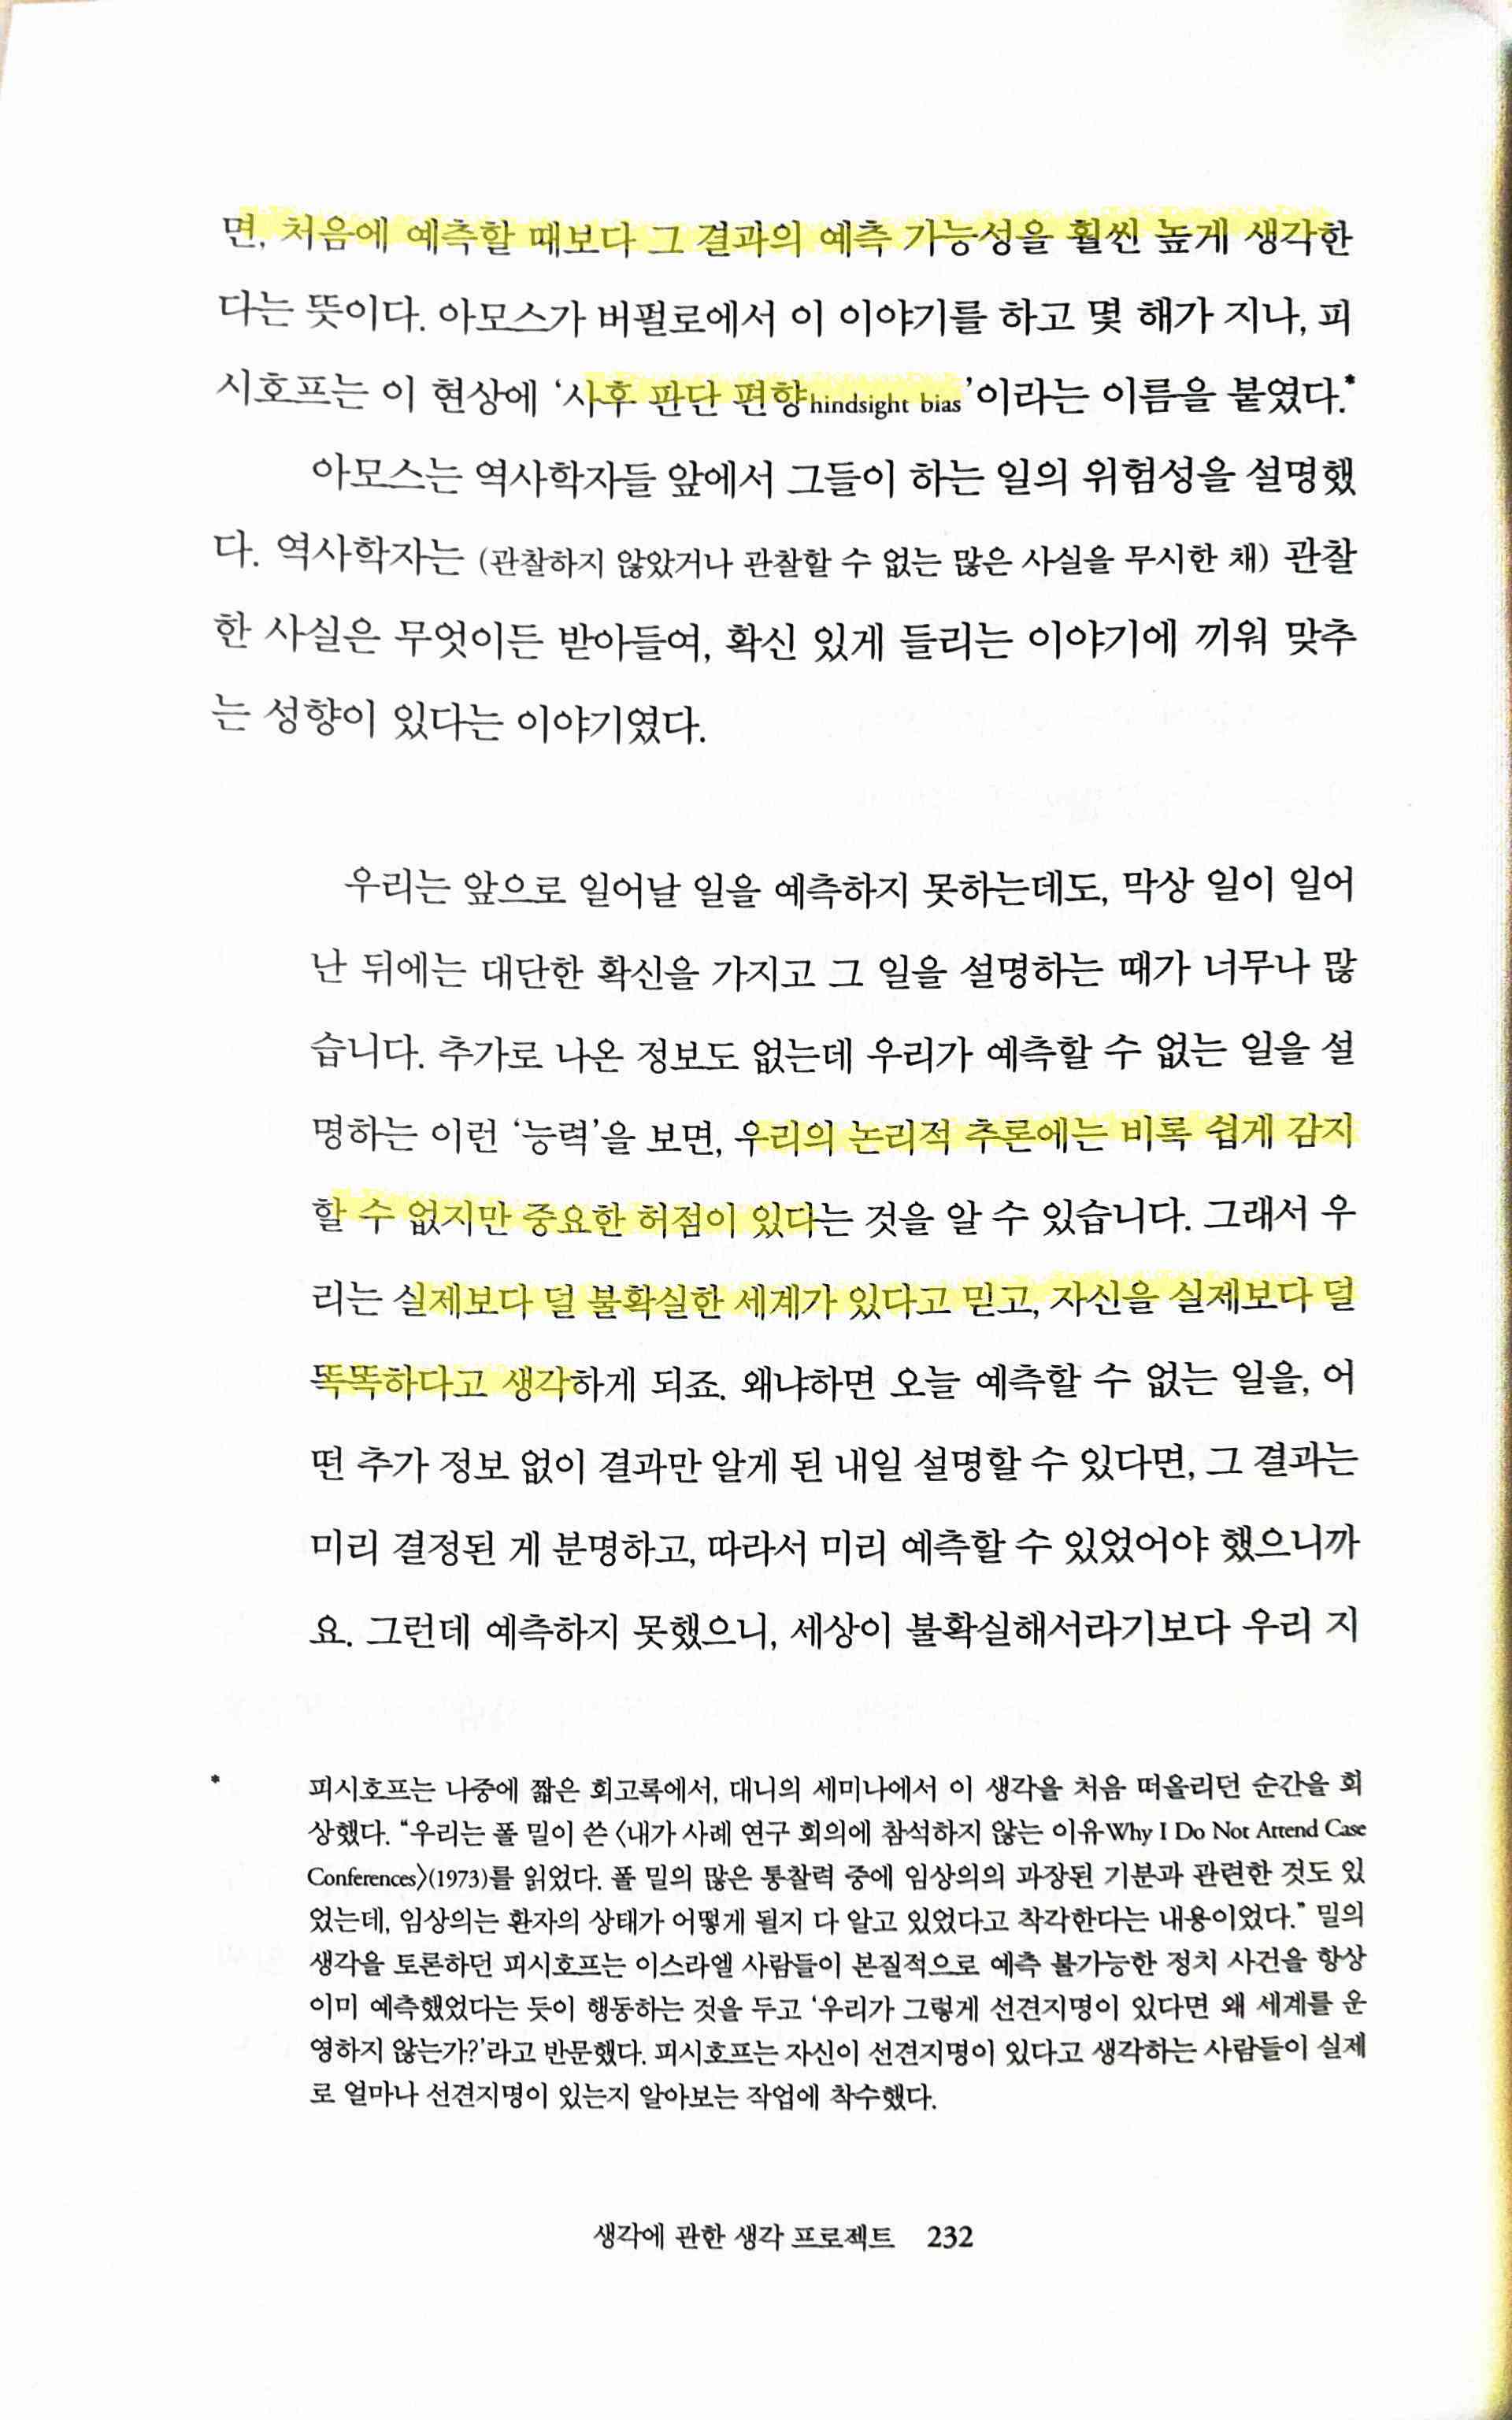 면, 처음에 예측할 때보다 그 결과의 예측 가능성을 훨씬 높게 생각한
다는 뜻이다. 아모스가 버펄로에서 이 이야기를 하고 몇 해가 지나, 피
시호프는 이 현상에 ‘사후 판단 편향hindsight bias’이라는 이름을 붙였다.*
아모스는 역사학자들 앞에서 그들이 하는 일의 위험성을 설명했
다. 역사학자는 (관찰하지 않았거나 관찰할 수 없는 많은 사실을 무시한 채) 관찰
한 사실은 무엇이든 받아들여, 확신 있게 들리는 이야기에 끼워 맞추
는 성향이 있다는 이야기였다.
우리는 앞으로 일어날 일을 예측하지 못하는데도, 막상 일이 일어
난 뒤에는 대단한 확신을 가지고 그 일을 설명하는 때가 너무나 많
습니다. 추가로 나온 정보도 없는데 우리가 예측할 수 없는 일을 설
명하는 이런 ‘능력’을 보면, 우리의 논리적 추론에는 비록 쉽게 감지
할 수 없지만 중요한 허점이 있다는 것을 알 수 있습니다. 그래서 우
리는 실제보다 덜 불확실한 세계가 있다고 믿고, 자신을 실제보다 덜
똑똑하다고 생각하게 되죠. 왜냐하면 오늘 예측할 수 없는 일을, 어
떤 추가 정보 없이 결과만 알게 된 내일 설명할 수 있다면, 그 결과는
미리 결정된 게 분명하고, 따라서 미리 예측할 수 있었어야 했으니까
요. 그런데 예측하지 못했으니, 세상이 불확실해서라기보다 우리 지
* 피시호프는 나중에 짧은 회고록에서, 대니의 세미나에서 이 생각을 처음 떠올리던 순간을 회
상했다. “우리는 폴 밀이 쓴 〈내가 사례 연구 회의에 참석하지 않는 이유Why I Do Not Attend Case
Conferences〉(1973)를 읽었다. 폴 밀의 많은 통찰력 중에 임상의의 과장된 기분과 관련한 것도 있
었는데, 임상의는 환자의 상태가 어떻게 될지 다 알고 있었다고 착각한다는 내용이었다.” 밀의
생각을 토론하던 피시호프는 이스라엘 사람들이 본질적으로 예측 불가능한 정치 사건을 항상
이미 예측했었다는 듯이 행동하는 것을 두고 ‘우리가 그렇게 선견지명이 있다면 왜 세계를 운
영하지 않는가?’라고 반문했다. 피시호프는 자신이 선견지명이 있다고 생각하는 사람들이 실제
로 얼마나 선견지명이 있는지 알아보는 작업에 착수했다.
생각에 관한 생각 프로젝트 232